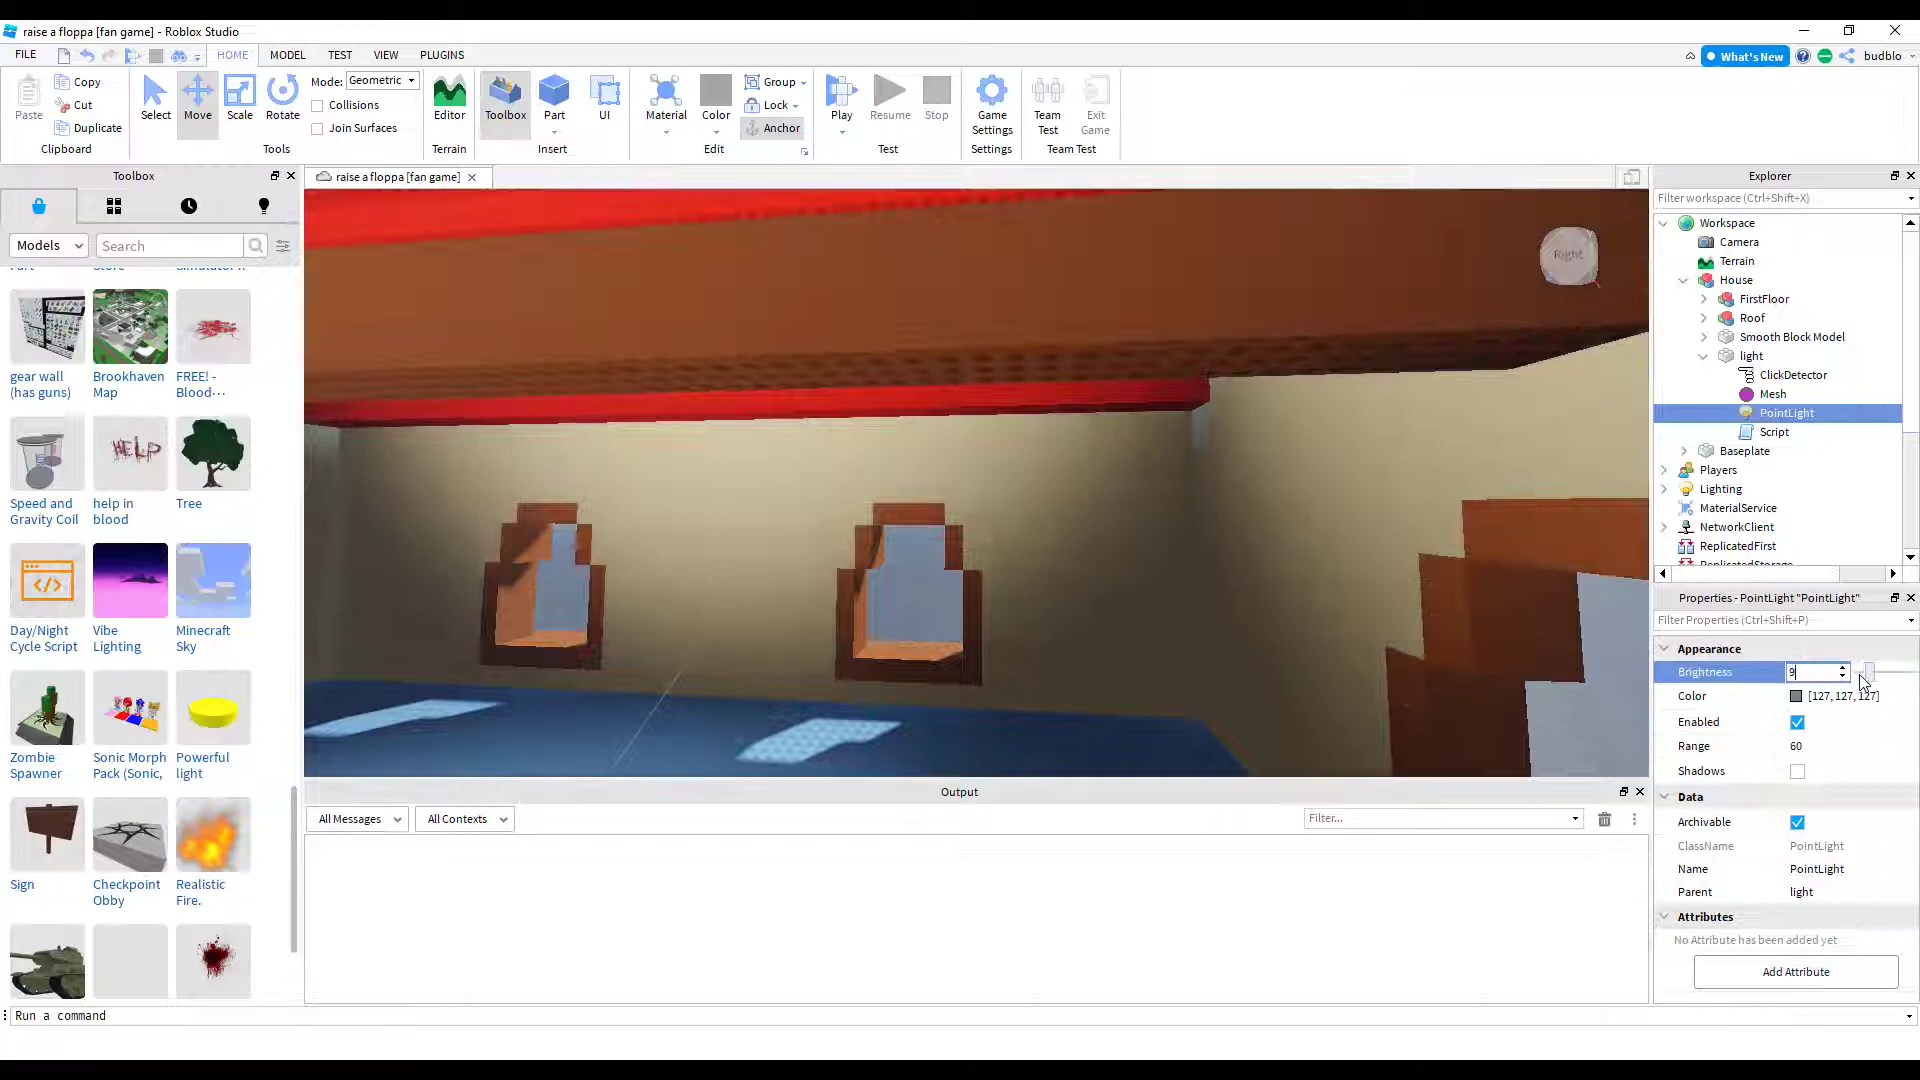 raise a floppa [fan game] - Roblox Studio
FILE
HOME
MODEL
TEST
VIEW
PLUGINS
What's New
budblo
Paste
Copy
Cut
Duplicate
Clipboard
Select
Move
Scale
Rotate
Mode: Geometric
Collisions
Join Surfaces
Tools
Editor
Terrain
Toolbox
Part
UI
Insert
Material
Color
Group
Lock
Anchor
Edit
Play
Resume
Stop
Test
Game
Settings
Settings
Team
Test
Exit
Game
Team Test
Toolbox
raise a floppa [fan game]
Models
Search
gear wall
(has guns)
Brookhaven
Map
FREE! -
Blood···
Speed and
Gravity Coil
help in
blood
HELP
Tree
Day/Night
Cycle Script
Vibe
Lighting
Minecraft
Sky
Zombie
Spawner
Sonic Morph
Pack (Sonic,
Powerful
light
Sign
Checkpoint
Obby
Realistic
Fire.
Right
Output
All Messages
All Contexts
Filter...
Run a command
Explorer
Filter workspace (Ctrl+Shift+X)
Workspace
Camera
Terrain
House
FirstFloor
Roof
Smooth Block Model
light
ClickDetector
Mesh
PointLight
Script
Baseplate
Players
Lighting
MaterialService
NetworkClient
ReplicatedFirst
ReplicatedStorage
Properties - PointLight "PointLight"
Filter Properties (Ctrl+Shift+P)
Appearance
Brightness 9
Color [127, 127, 127]
Enabled
Range 60
Shadows
Data
Archivable
ClassName PointLight
Name PointLight
Parent light
Attributes
No Attribute has been added yet
Add Attribute